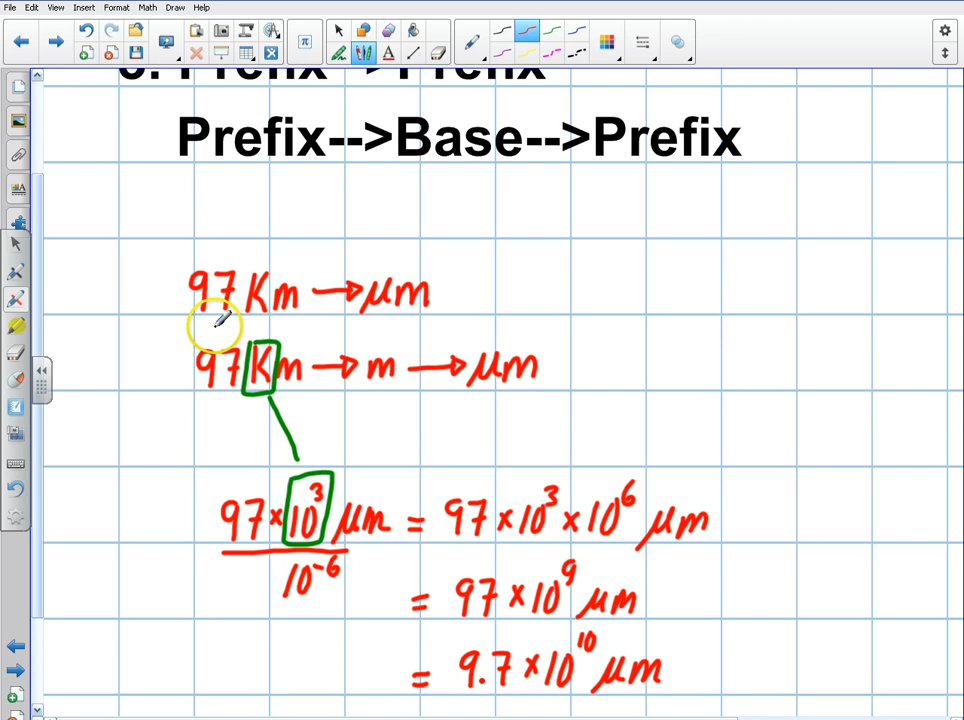 File Edit View Insert Format Math Draw Help
Prefix-->Base-->Prefix
97 Km → μm
97 Km → m → μm
97 × 10³ μm / 10⁻⁶ = 97 × 10³ × 10⁶ μm
= 97 × 10⁹ μm
= 9.7 × 10¹⁰ μm